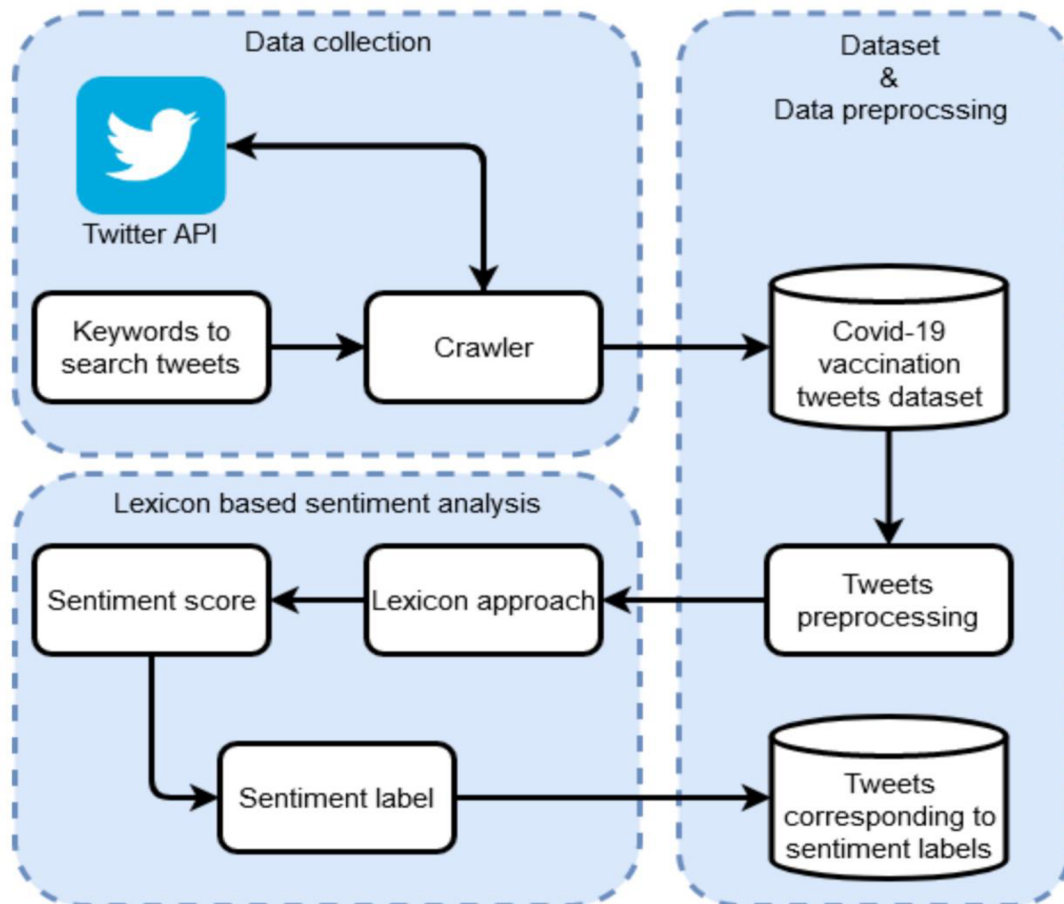 Data collection
Twitter API
Keywords to
search tweets
Crawler
Dataset
&
Data preprocssing
Covid-19
vaccination
tweets dataset
Tweets
preprocessing
Lexicon based sentiment analysis
Lexicon approach
Sentiment score
Sentiment label
Tweets
corresponding to
sentiment labels